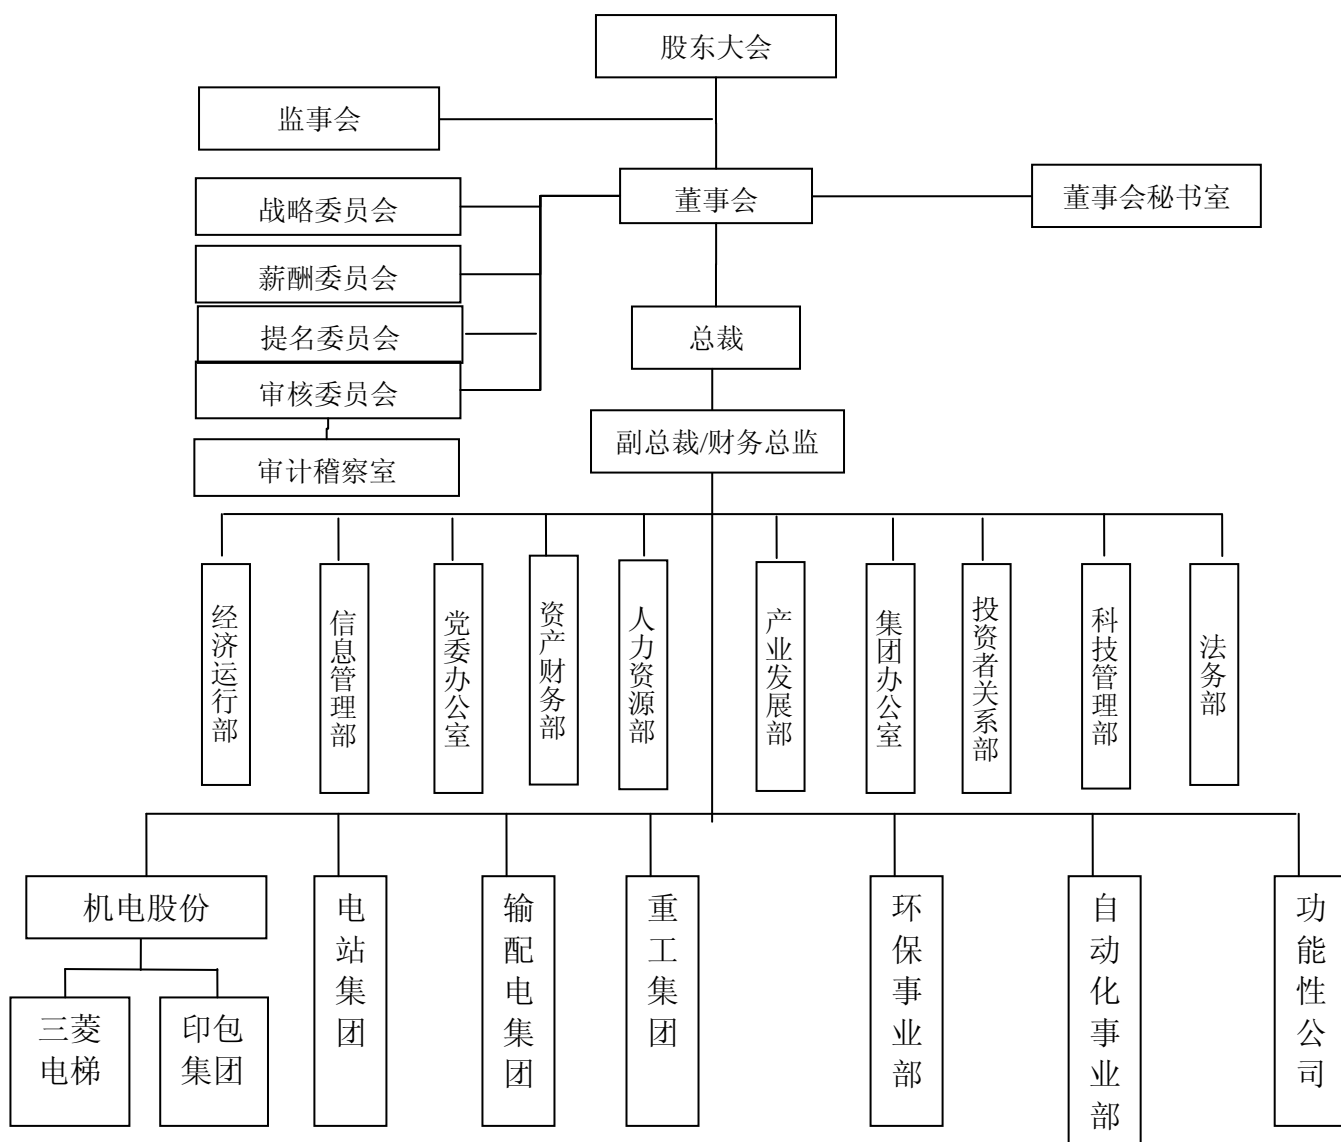 股东大会
监事会
董事会
董事会秘书室
战略委员会
薪酬委员会
提名委员会
审核委员会
审计稽察室
总裁
副总裁/财务总监
经济运行部
信息管理部
党委办公室
资产财务部
人力资源部
产业发展部
集团办公室
投资者关系部
科技管理部
法务部
机电股份
三菱
电梯
印包
集团
电站集团
输配电集团
重工集团
环保事业部
自动化事业部
功能性公司